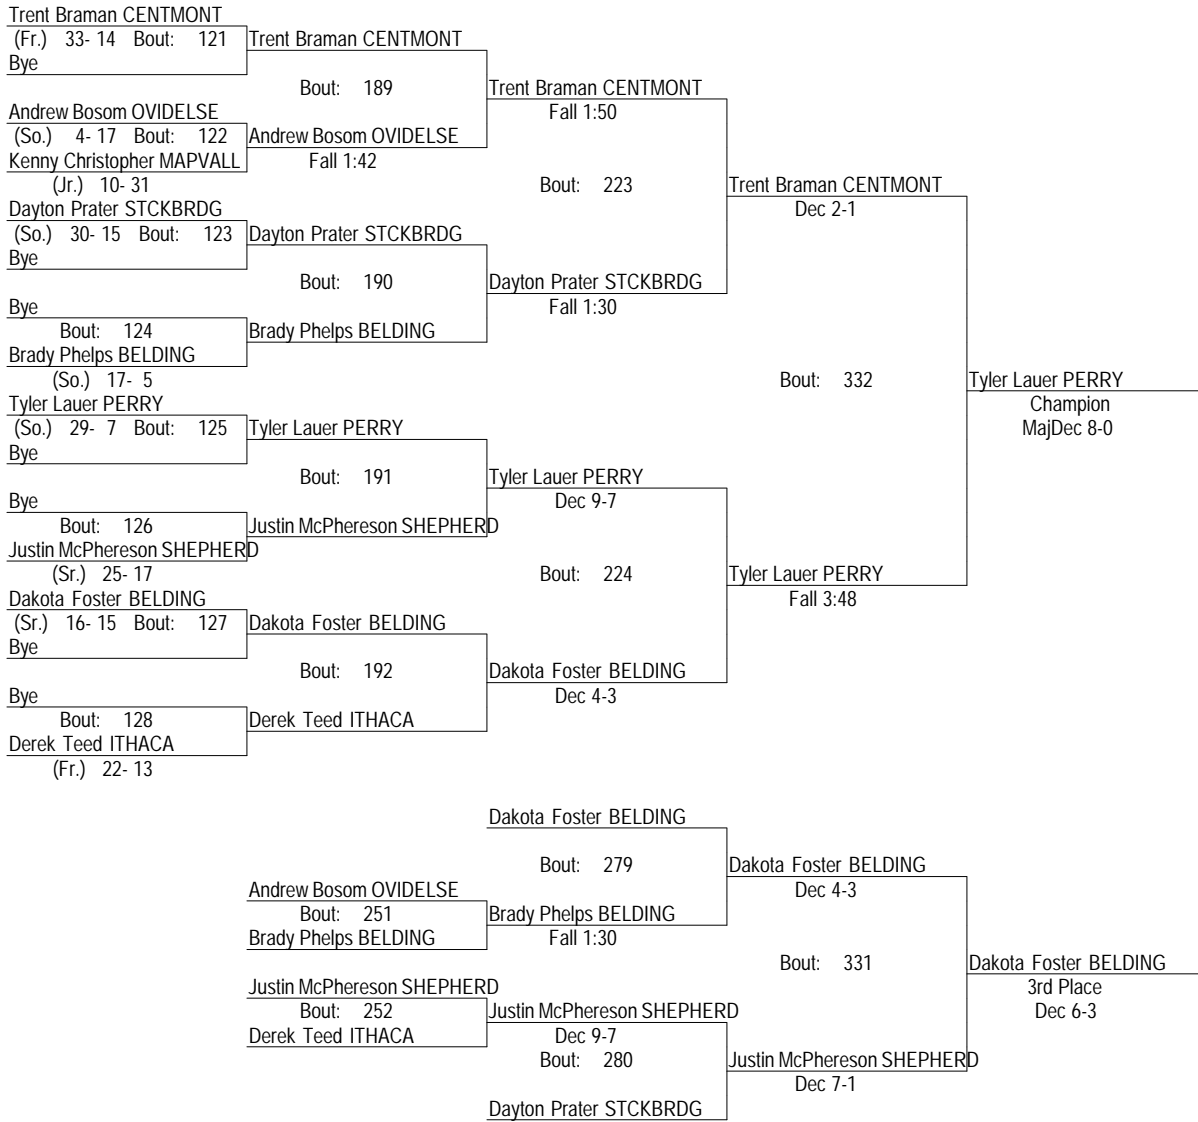 Trent Braman CENTMONT
(Fr.) 33- 14 Bout: 121
Trent Braman CENTMONT
Bye
Bout: 189
Trent Braman CENTMONT
Fall 1:50
Andrew Bosom OVIDELSE
(So.) 4- 17 Bout: 122
Andrew Bosom OVIDELSE
Kenny Christopher MAPVALL
Fall 1:42
(Jr.) 10- 31
Bout: 223
Trent Braman CENTMONT
Dec 2-1
Dayton Prater STCKBRDG
(So.) 30- 15 Bout: 123
Dayton Prater STCKBRDG
Bye
Bout: 190
Dayton Prater STCKBRDG
Fall 1:30
Bye
Bout: 124
Brady Phelps BELDING
Brady Phelps BELDING
(So.) 17- 5
Bout: 332
Tyler Lauer PERRY
Champion
MajDec 8-0
Tyler Lauer PERRY
(So.) 29- 7 Bout: 125
Tyler Lauer PERRY
Bye
Bout: 191
Tyler Lauer PERRY
Dec 9-7
Bye
Bout: 126
Justin McPhereson SHEPHERD
Justin McPhereson SHEPHERD
(Sr.) 25- 17
Bout: 224
Tyler Lauer PERRY
Fall 3:48
Dakota Foster BELDING
(Sr.) 16- 15 Bout: 127
Dakota Foster BELDING
Bye
Bout: 192
Dakota Foster BELDING
Dec 4-3
Bye
Bout: 128
Derek Teed ITHACA
Derek Teed ITHACA
(Fr.) 22- 13
Dakota Foster BELDING
Bout: 279
Dakota Foster BELDING
Dec 4-3
Andrew Bosom OVIDELSE
Bout: 251
Brady Phelps BELDING
Brady Phelps BELDING
Fall 1:30
Bout: 331
Dakota Foster BELDING
3rd Place
Dec 6-3
Justin McPhereson SHEPHERD
Bout: 252
Justin McPhereson SHEPHERD
Derek Teed ITHACA
Dec 9-7
Bout: 280
Justin McPhereson SHEPHERD
Dec 7-1
Dayton Prater STCKBRDG